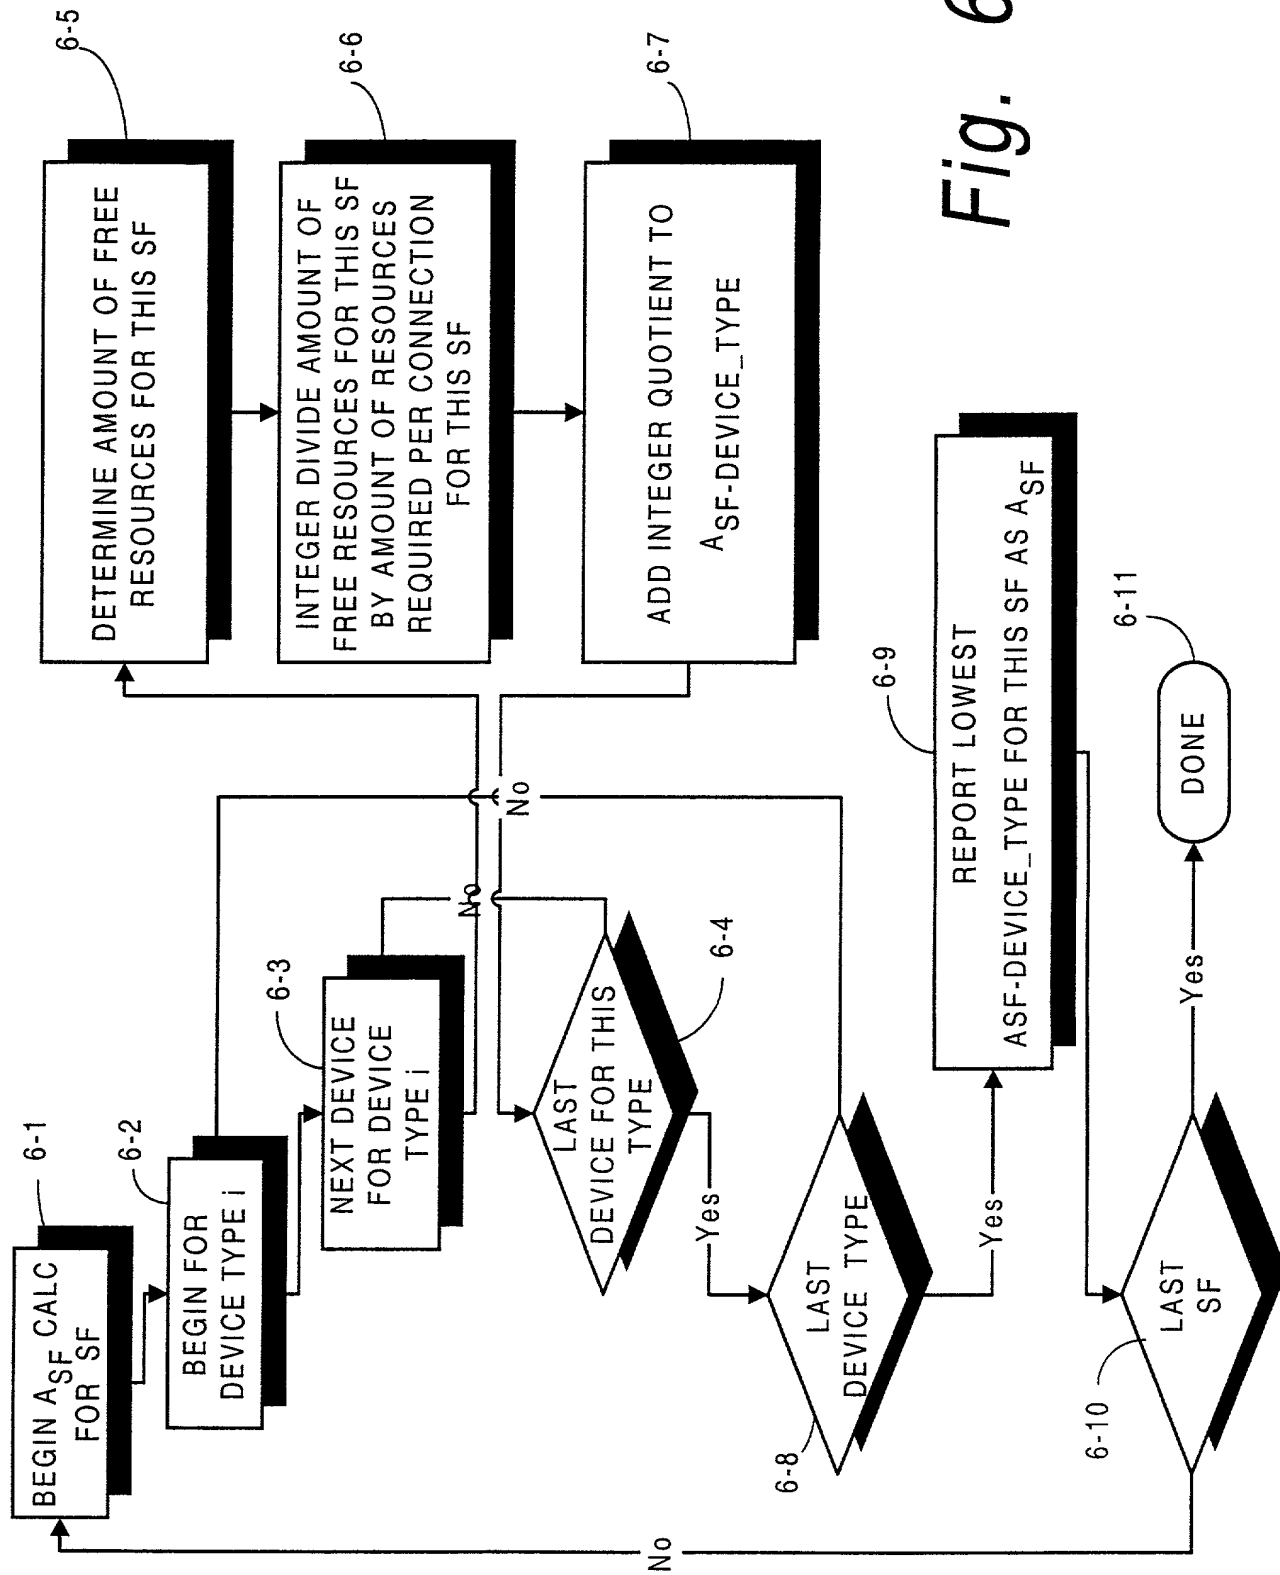 6-1
BEGIN A_SF CALC
FOR SF
6-2
BEGIN FOR
DEVICE TYPE i
6-3
NEXT DEVICE
FOR DEVICE
TYPE i
No
LAST
DEVICE FOR THIS
TYPE
6-4
Yes
No
6-5
DETERMINE AMOUNT OF FREE
RESOURCES FOR THIS SF
6-6
INTEGER DIVIDE AMOUNT OF
FREE RESOURCES FOR THIS SF
BY AMOUNT OF RESOURCES
REQUIRED PER CONNECTION
FOR THIS SF
6-7
ADD INTEGER QUOTIENT TO
A_SF-DEVICE_TYPE
6-8
LAST
DEVICE TYPE
Yes
6-9
REPORT LOWEST
ASF-DEVICE_TYPE FOR THIS SF AS A_SF
6-10
LAST
SF
No
Yes
6-11
DONE
Fig. 6